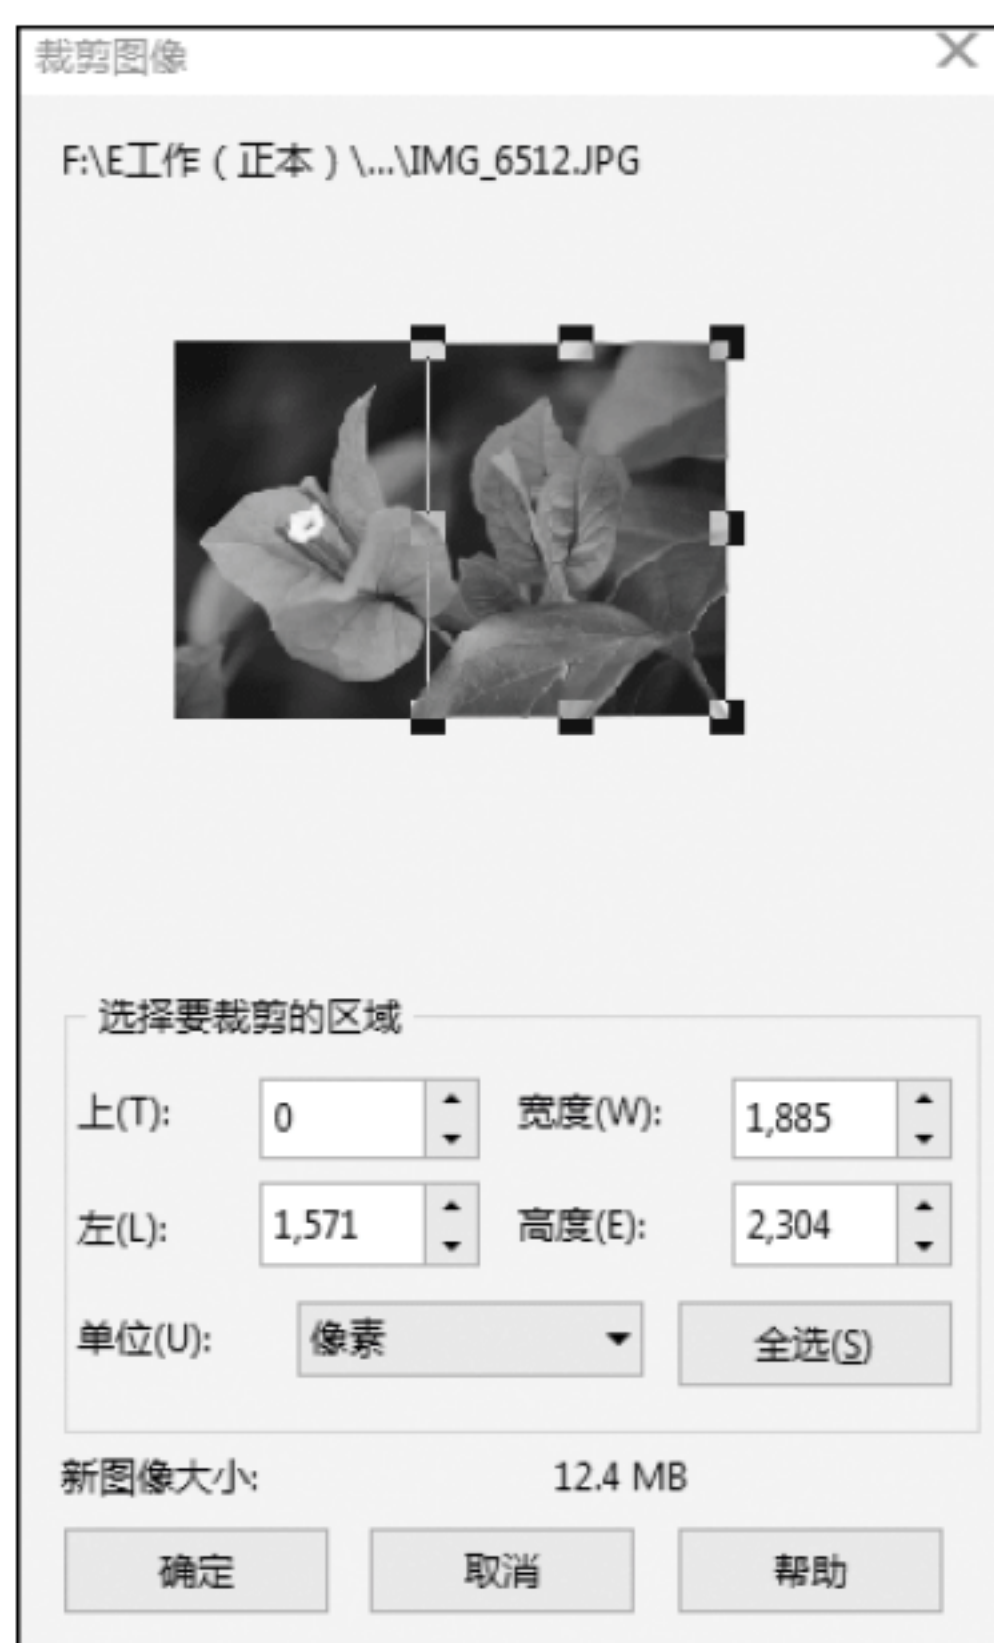 裁剪图像
F:\E工作（正本）\...\IMG_6512.JPG
选择要裁剪的区域
上(T): 0 宽度(W): 1,885
左(L): 1,571 高度(E): 2,304
单位(U): 像素 全选(S)
新图像大小: 12.4 MB
确定 取消 帮助